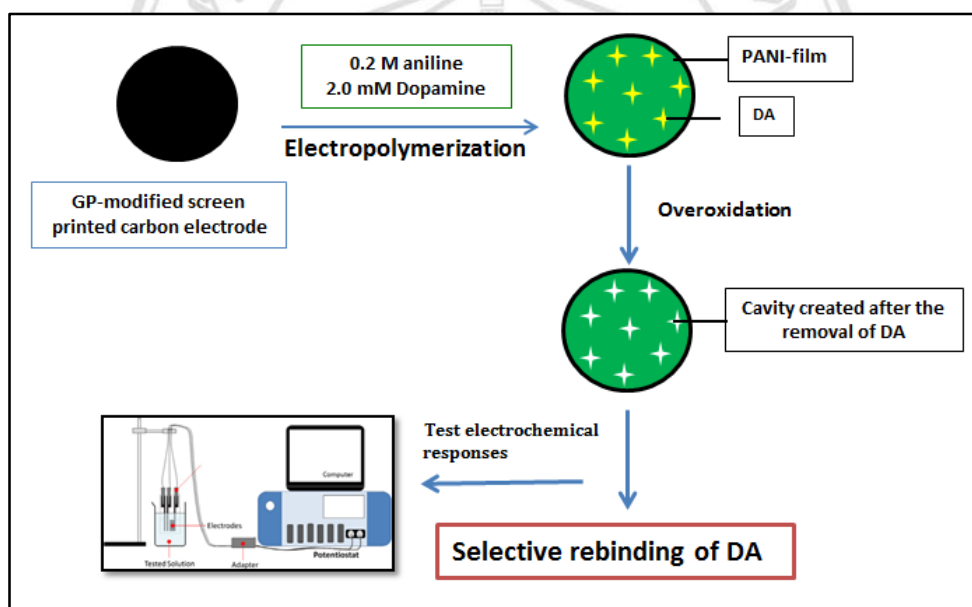 0.2 M aniline
2.0 mM Dopamine
Electropolymerization
GP-modified screen
printed carbon electrode
PANI-film
DA
Overoxidation
Cavity created after the
removal of DA
Test electrochemical
responses
Computer
Electrodes
Tested Solution
Adapter
Potentiostat
Selective rebinding of DA